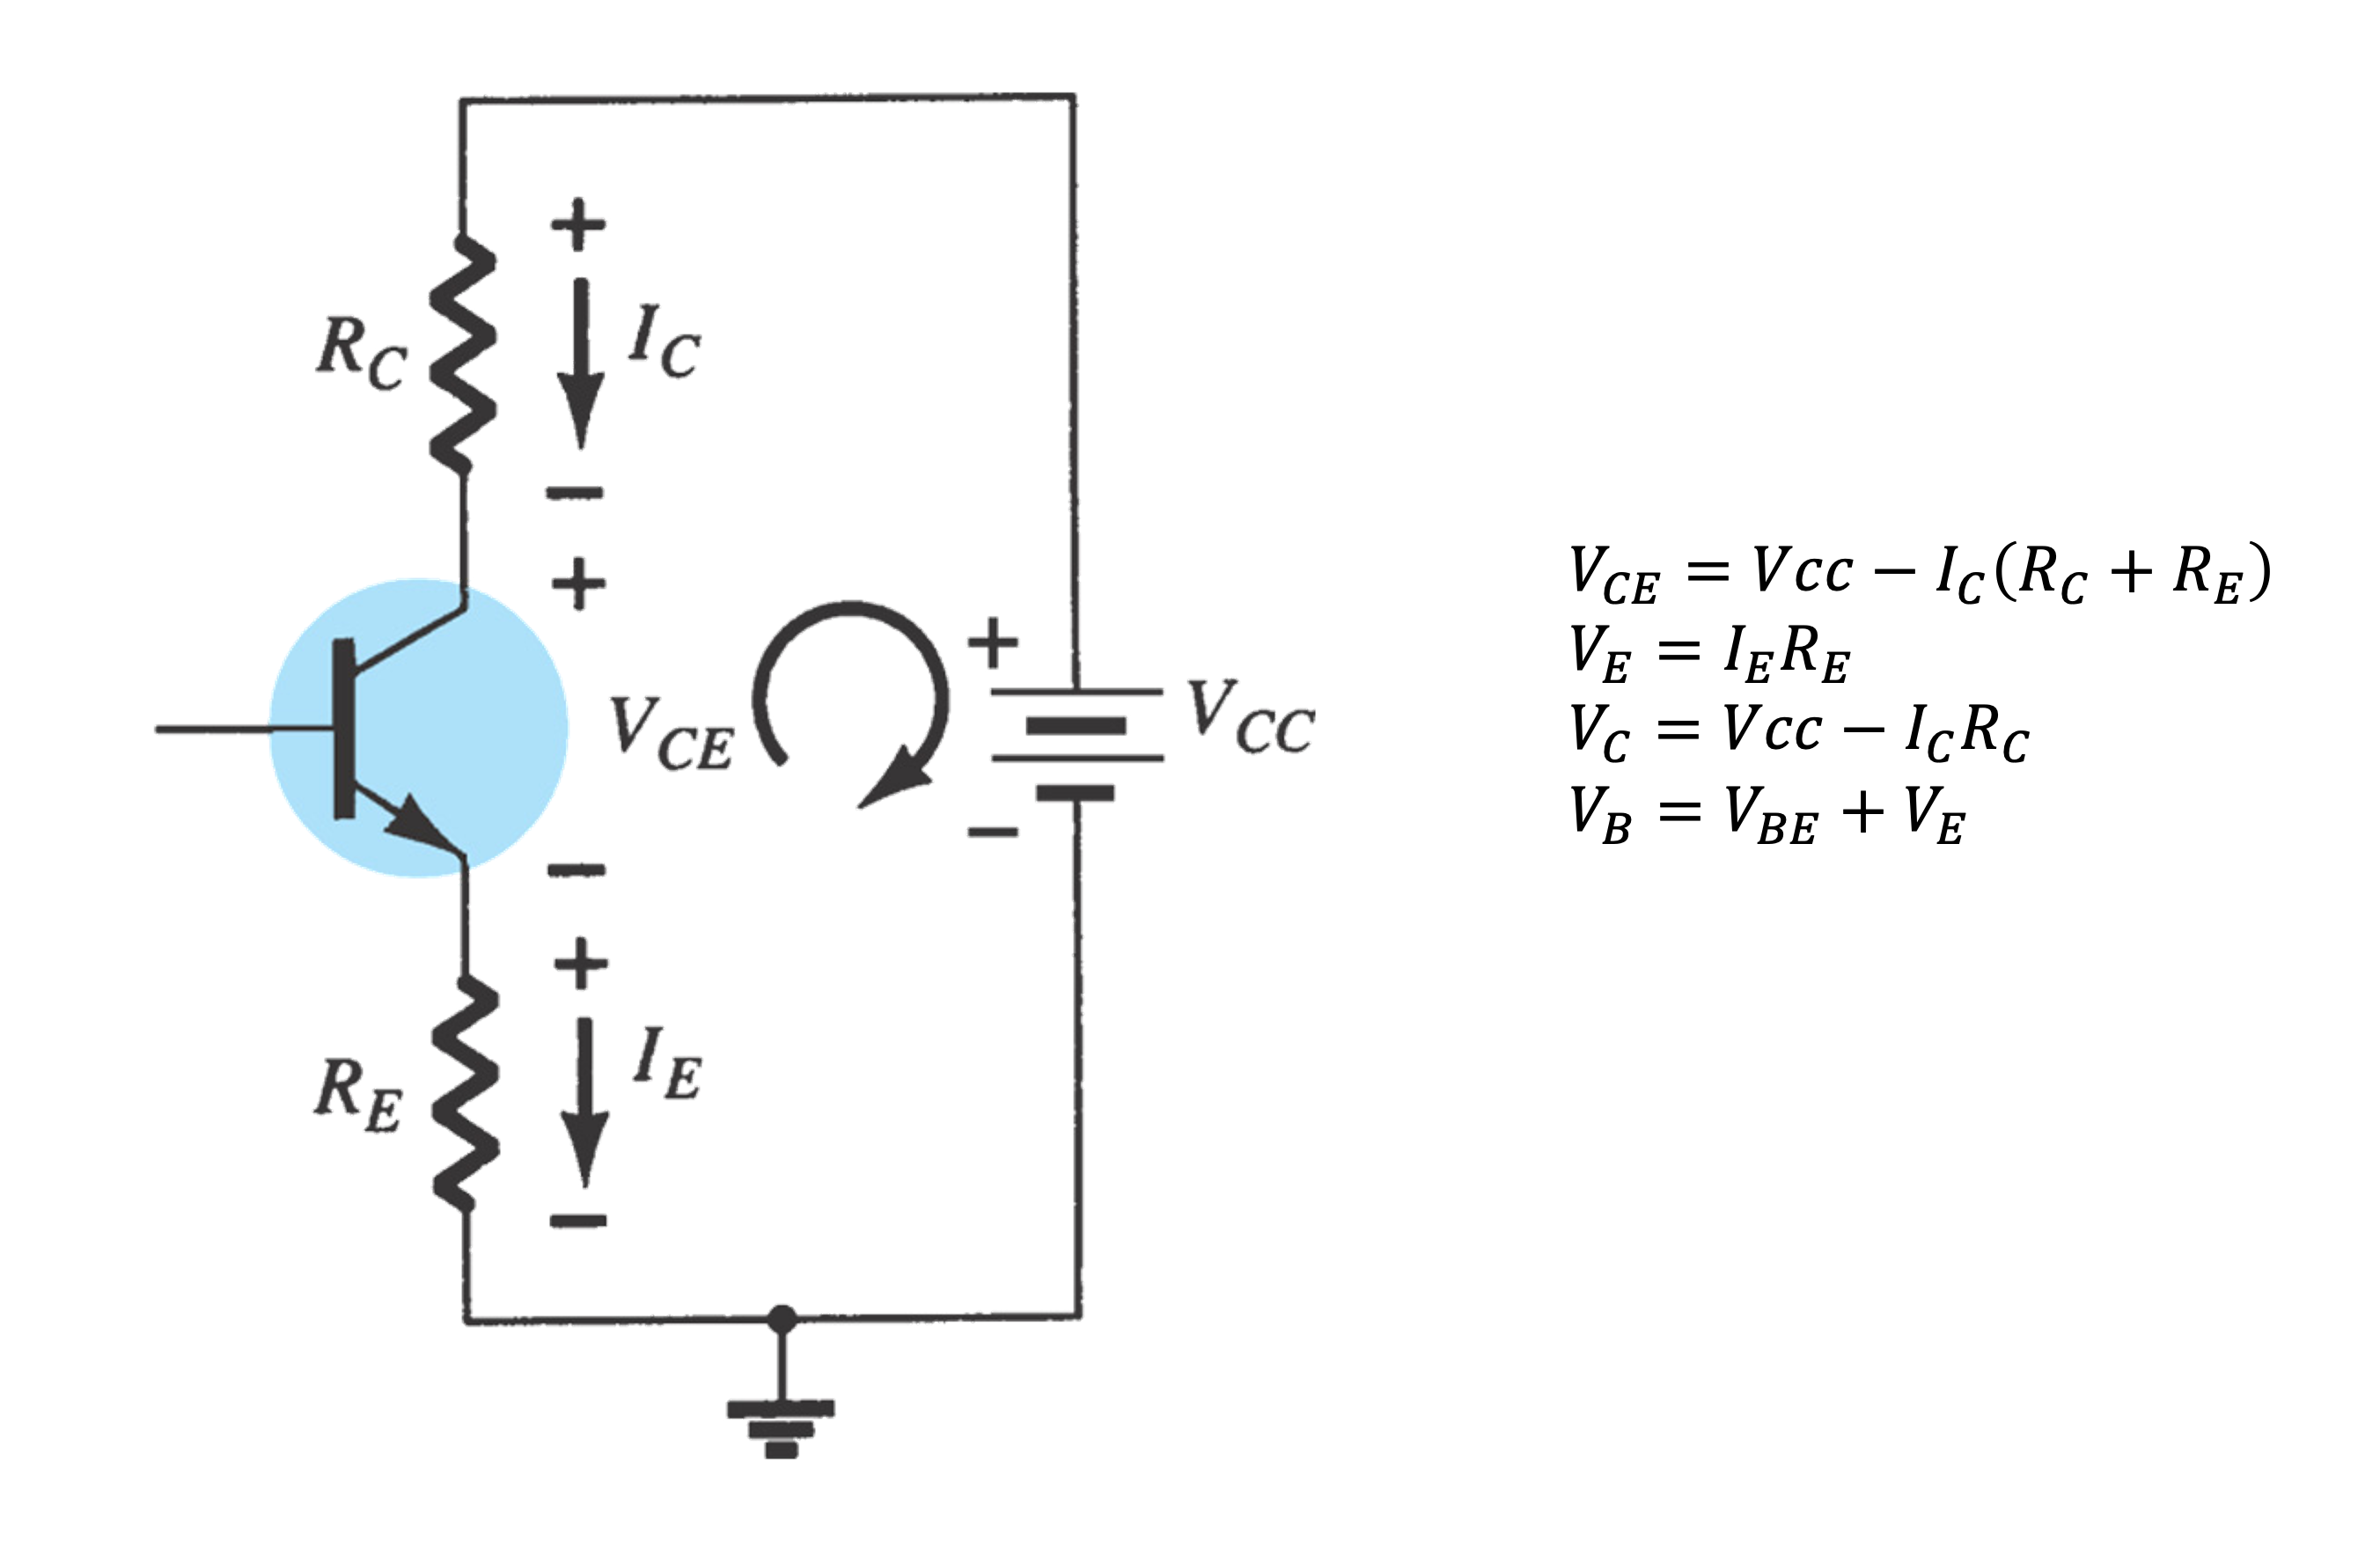 +
R_C
I_C
−
+
V_CE
+
V_CC
−
−
+
R_E
I_E
−
V_CE = Vcc − I_C(R_C + R_E)
V_E = I_E R_E
V_C = Vcc − I_C R_C
V_B = V_BE + V_E